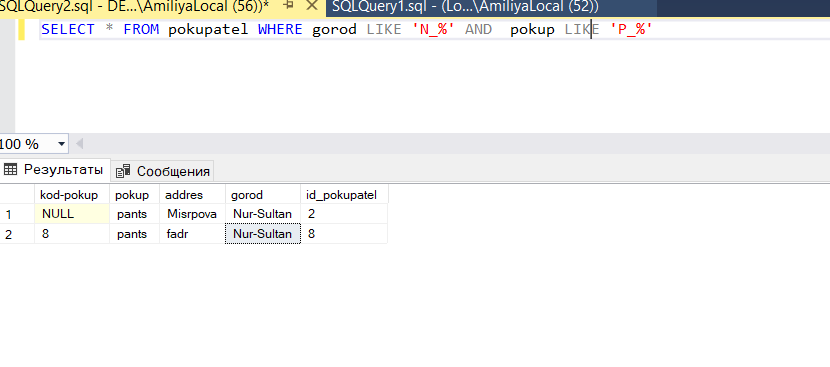 SQLQuery2.sql - DE...\AmiliyaLocal (56))* SQLQuery1.sql - (Lo...\AmiliyaLocal (52))
SELECT * FROM pokupatel WHERE gorod LIKE 'N_%' AND  pokup LIKE 'P_%'
100 %
Результаты Сообщения
kod-pokup pokup addres gorod id_pokupatel
1 NULL pants Misrpova Nur-Sultan 2
2 8 pants fadr Nur-Sultan 8